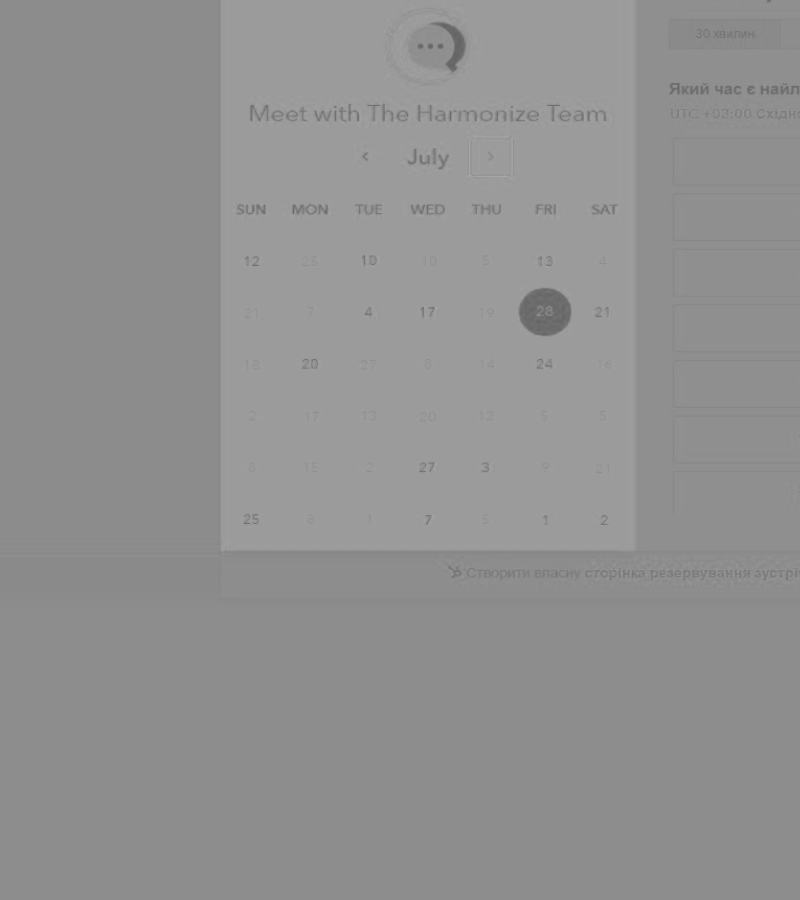 30 хвилин
Який час є найл
UTC +03:00 Східно
Meet with The Harmonize Team
July
SUN MON TUE WED THU FRI SAT
12 25 10 10 5 13 4
21 7 4 17 19 28 21
18 20 27 8 14 24 16
2 17 13 20 12 5
8 15 2 27 3 9 21
25 8 1 7 5 1 2
Створити власну сторінка резервування зустрі